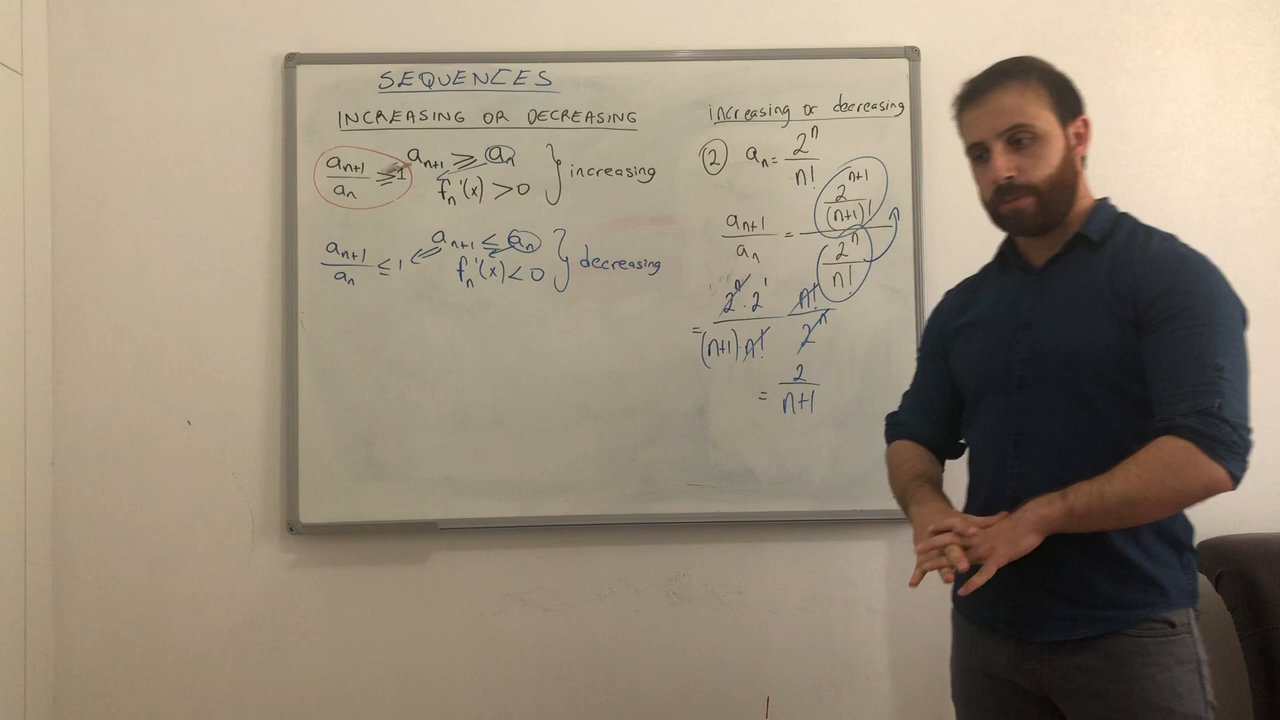 SEQUENCES
INCREASING OR DECREASING
aₙ₊₁/aₙ ≥ 1 aₙ₊₁ ≥ aₙ } increasing
fₙ'(x) > 0
aₙ₊₁/aₙ ≤ 1 ⇐ aₙ₊₁ ≤ aₙ } decreasing
fₙ'(x) < 0
increasing or decreasing
② aₙ = 2ⁿ/n!
aₙ₊₁/aₙ = (2ⁿ⁺¹/(n+1)!)/(2ⁿ/n!)
= (2ⁿ · 2¹)/((n+1) · n!) n!/2ⁿ
= 2/(n+1)